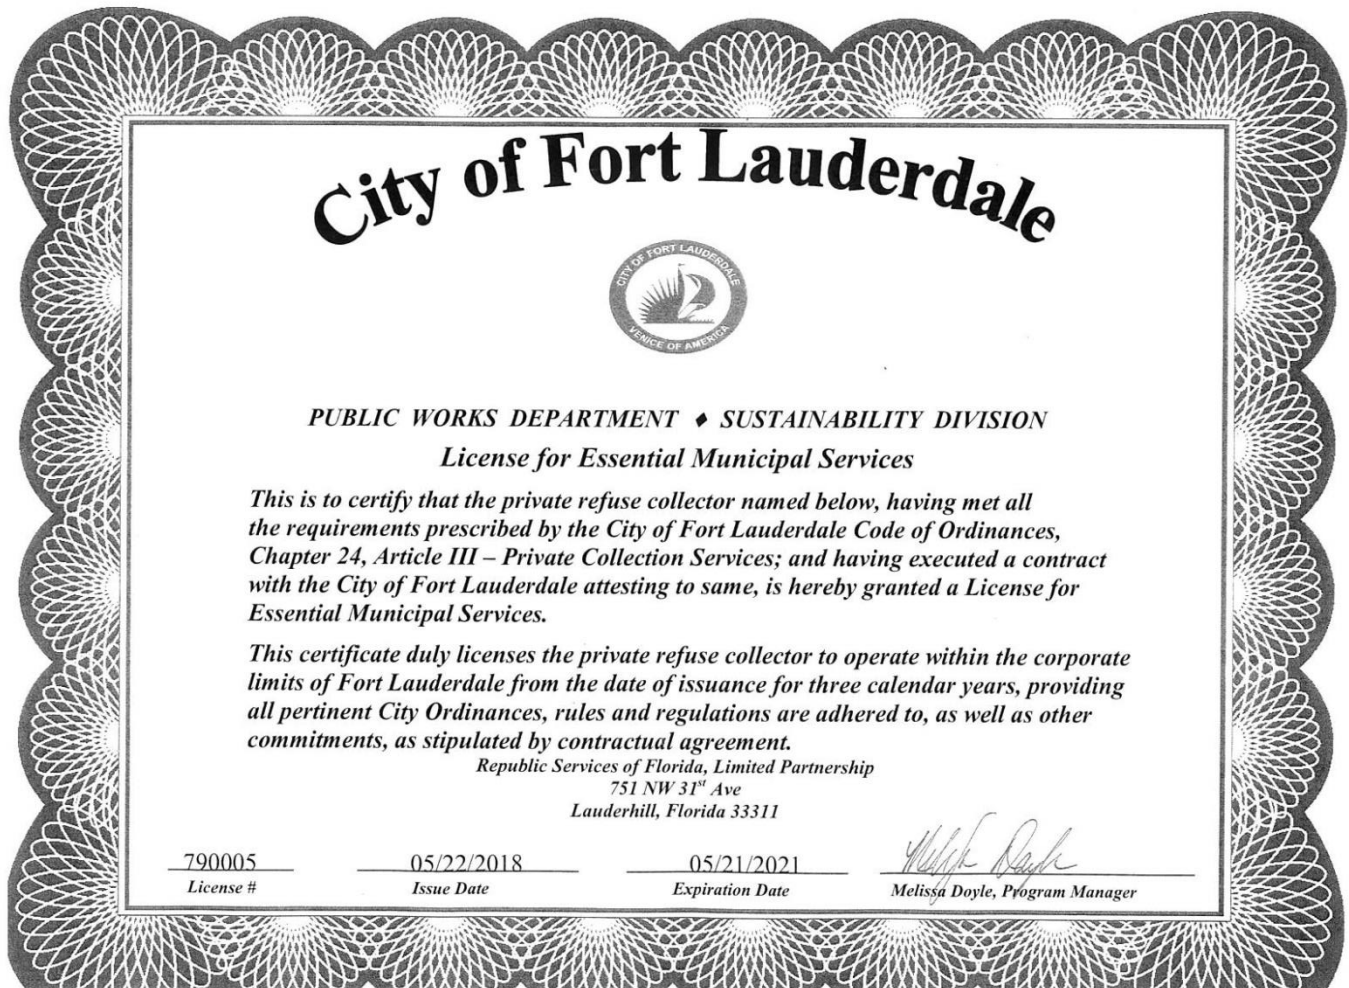 City of Fort Lauderdale
CITY OF FORT LAUDERDALE
VENICE OF AMERICA
PUBLIC WORKS DEPARTMENT ♦ SUSTAINABILITY DIVISION
License for Essential Municipal Services
This is to certify that the private refuse collector named below, having met all
the requirements prescribed by the City of Fort Lauderdale Code of Ordinances,
Chapter 24, Article III – Private Collection Services; and having executed a contract
with the City of Fort Lauderdale attesting to same, is hereby granted a License for
Essential Municipal Services.
This certificate duly licenses the private refuse collector to operate within the corporate
limits of Fort Lauderdale from the date of issuance for three calendar years, providing
all pertinent City Ordinances, rules and regulations are adhered to, as well as other
commitments, as stipulated by contractual agreement.
Republic Services of Florida, Limited Partnership
751 NW 31st Ave
Lauderhill, Florida 33311
790005 05/22/2018 05/21/2021 Melissa Doyle
License # Issue Date Expiration Date Melissa Doyle, Program Manager